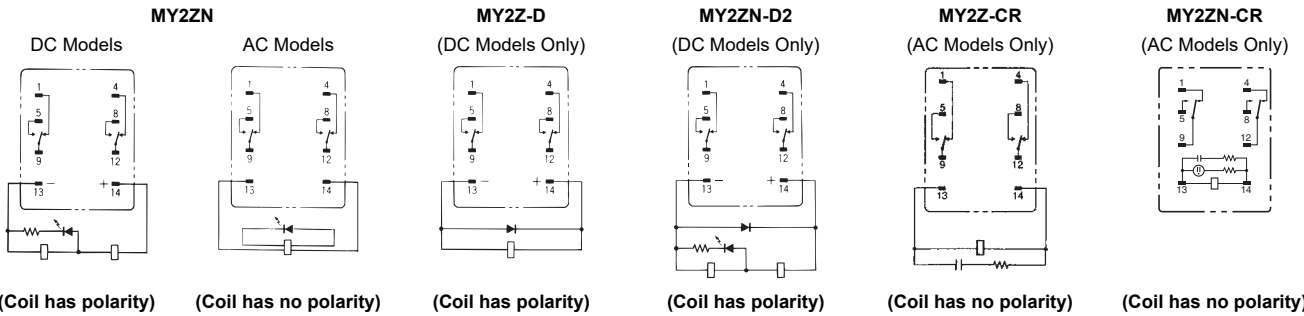 MY2ZN MY2Z-D MY2ZN-D2 MY2Z-CR MY2ZN-CR
DC Models AC Models (DC Models Only) (DC Models Only) (AC Models Only) (AC Models Only)
1 4 1 4 1 4 1 4 1 4 1 4
5 8 5 8 5 8 5 8 5 8 5 8
9 12 9 12 9 12 9 12 9 12 9 12
− + − + − +
13 14 13 14 13 14 13 14 13 14 13 14
(Coil has polarity) (Coil has no polarity) (Coil has polarity) (Coil has polarity) (Coil has no polarity) (Coil has no polarity)